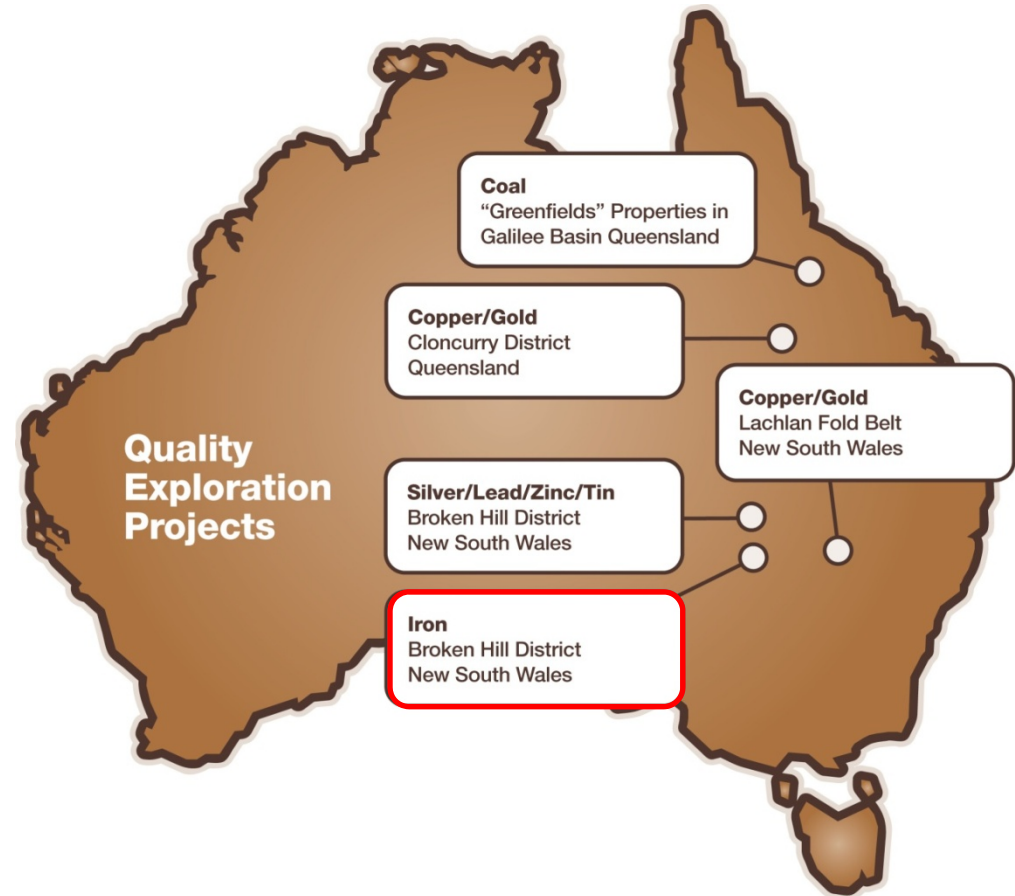 Coal
“Greenfields” Properties in
Galilee Basin Queensland
Copper/Gold
Cloncurry District
Queensland
Copper/Gold
Lachlan Fold Belt
New South Wales
Quality
Exploration
Projects
Silver/Lead/Zinc/Tin
Broken Hill District
New South Wales
Iron
Broken Hill District
New South Wales